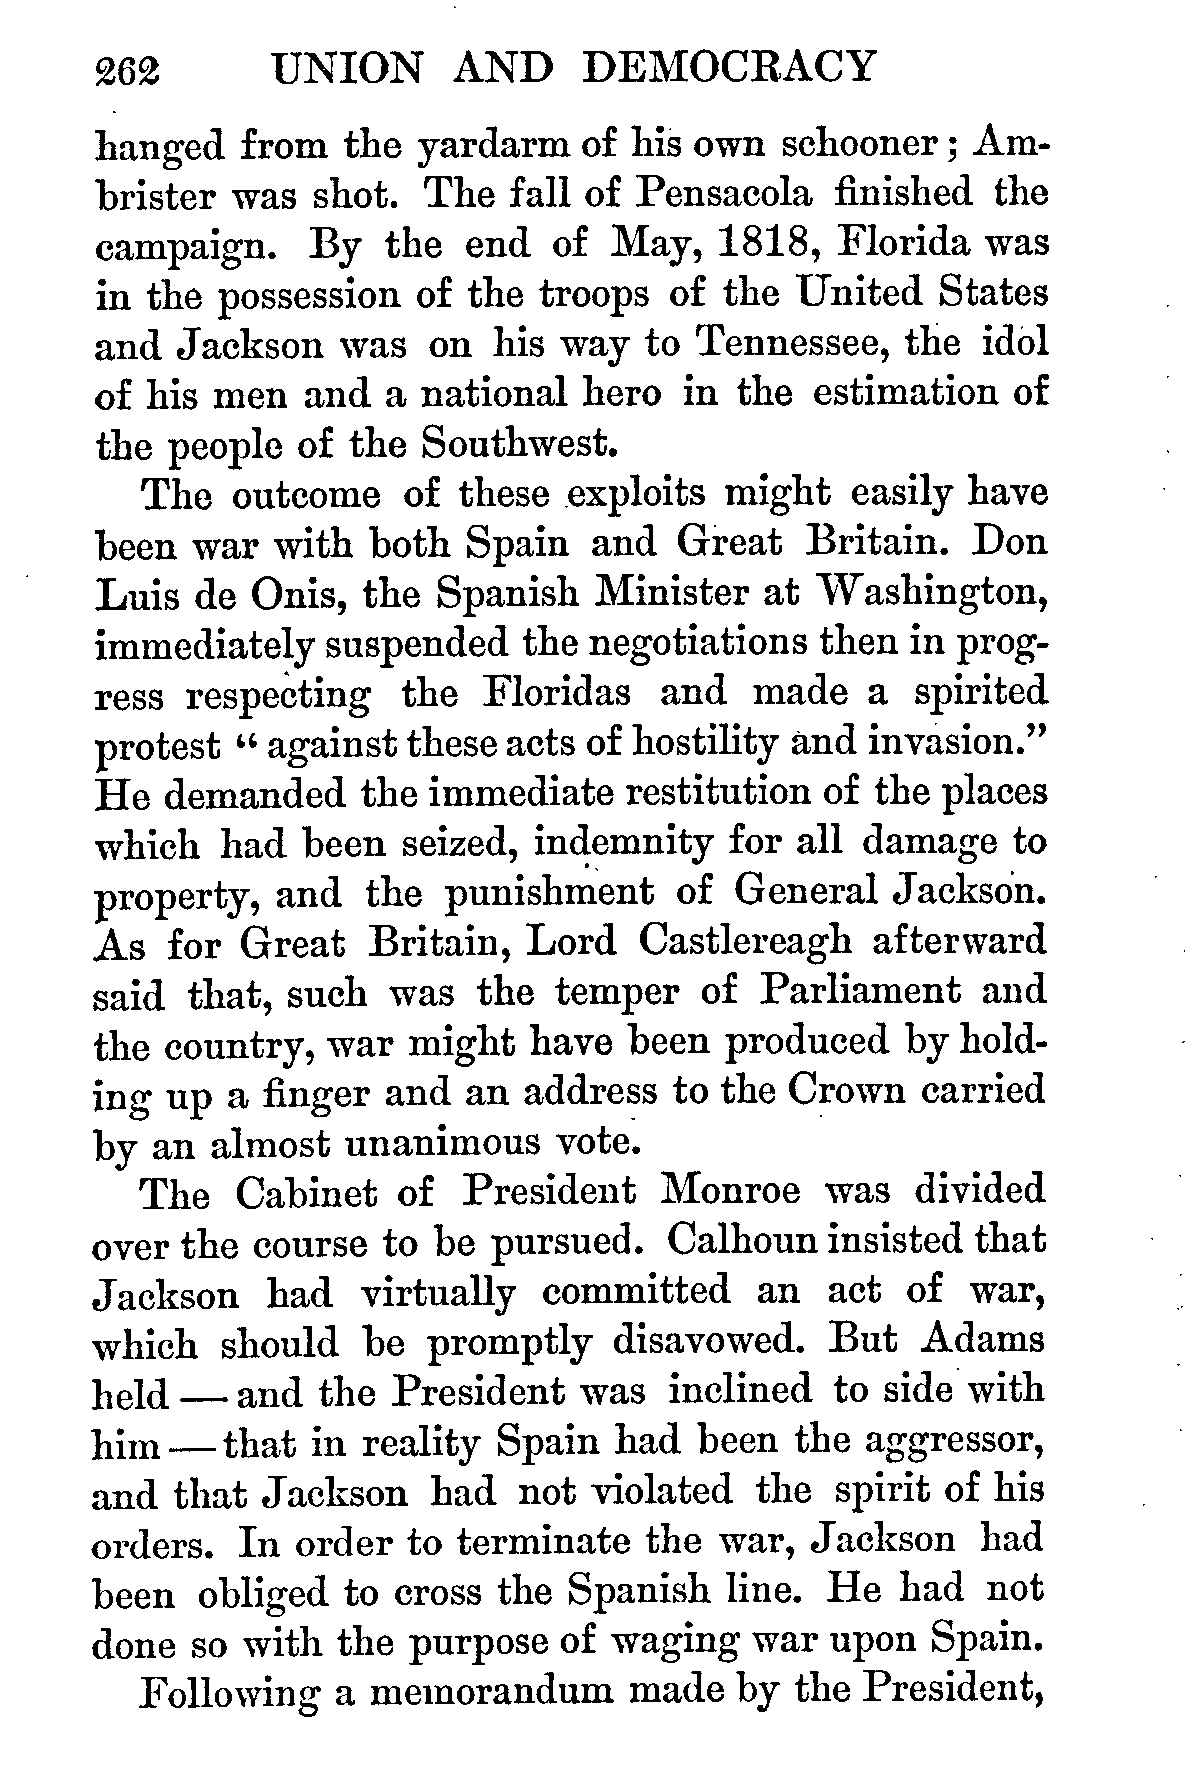 262 UNION AND DEMOCRACY
hanged from the yardarm of his own schooner; Am-
brister was shot. The fall of Pensacola finished the
campaign. By the end of May, 1818, Florida was
in the possession of the troops of the United States
and Jackson was on his way to Tennessee, the idol
of his men and a national hero in the estimation of
the people of the Southwest.
The outcome of these exploits might easily have
been war with both Spain and Great Britain. Don
Luis de Onis, the Spanish Minister at Washington,
immediately suspended the negotiations then in prog-
ress respecting the Floridas and made a spirited
protest “against these acts of hostility and invasion.”
He demanded the immediate restitution of the places
which had been seized, indemnity for all damage to
property, and the punishment of General Jackson.
As for Great Britain, Lord Castlereagh afterward
said that, such was the temper of Parliament and
the country, war might have been produced by hold-
ing up a finger and an address to the Crown carried
by an almost unanimous vote.
The Cabinet of President Monroe was divided
over the course to be pursued. Calhoun insisted that
Jackson had virtually committed an act of war,
which should be promptly disavowed. But Adams
held — and the President was inclined to side with
him — that in reality Spain had been the aggressor,
and that Jackson had not violated the spirit of his
orders. In order to terminate the war, Jackson had
been obliged to cross the Spanish line. He had not
done so with the purpose of waging war upon Spain.
Following a memorandum made by the President,